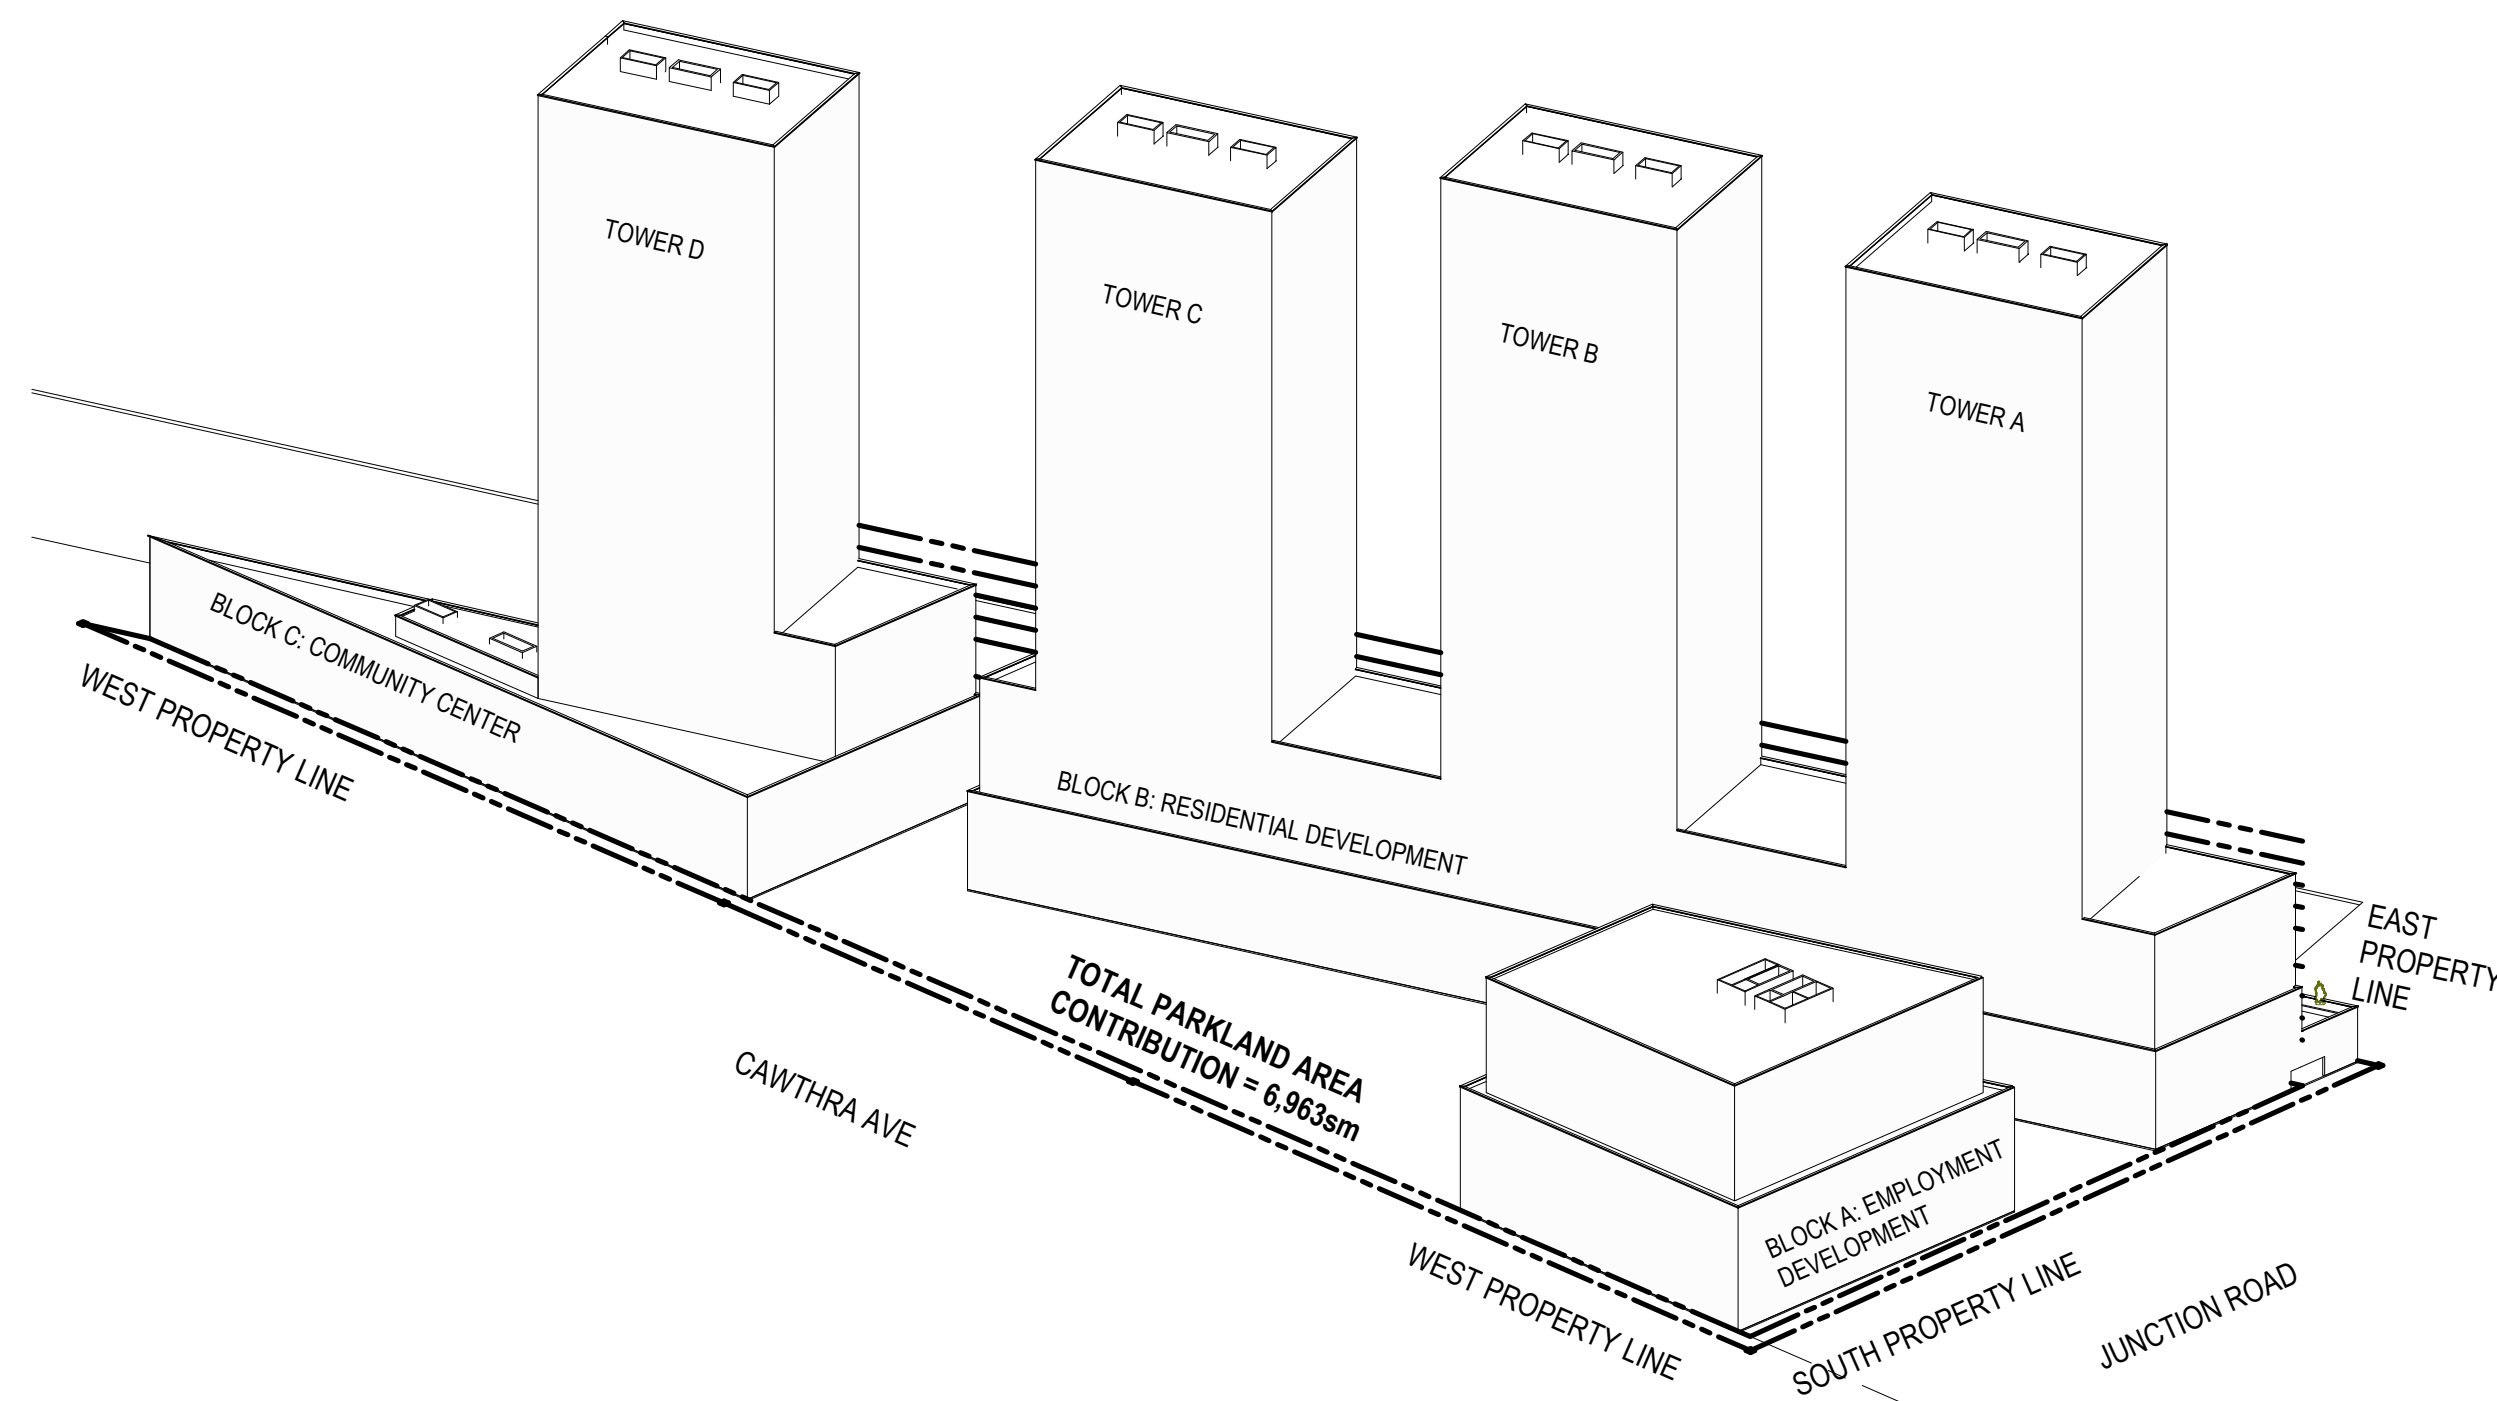 TOWER D
TOWER C
TOWER B
TOWER A
BLOCK C: COMMUNITY CENTER
WEST PROPERTY LINE
BLOCK B: RESIDENTIAL DEVELOPMENT
EAST
PROPERTY
LINE
TOTAL PARKLAND AREA
CONTRIBUTION = 6,963sm
CAWTHRA AVE
BLOCK A: EMPLOYMENT
DEVELOPMENT
WEST PROPERTY LINE
SOUTH PROPERTY LINE
JUNCTION ROAD